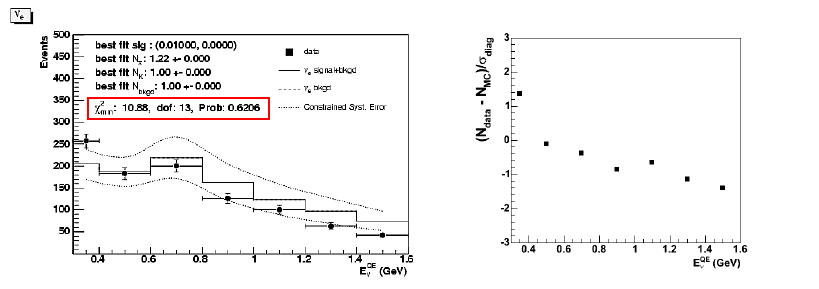 νe
best fit sig : (0.01000, 0.0000)
best fit Nπ: 1.22 +- 0.000
best fit NK: 1.00 +- 0.000
best fit Nbkgd: 1.00 +- 0.000
χ²min: 10.88, dof: 13, Prob: 0.6206
data
νe signal+bkgd
νe bkgd
Constrained Syst. Error
Events
500
450
400
350
300
250
200
150
100
50
0.4 0.6 0.8 1 1.2 1.4 1.6
EνQE (GeV)
(Ndata - NMC)/σdiag
3
2
1
0
-1
-2
-3
0.4 0.6 0.8 1 1.2 1.4 1.6
EνQE (GeV)